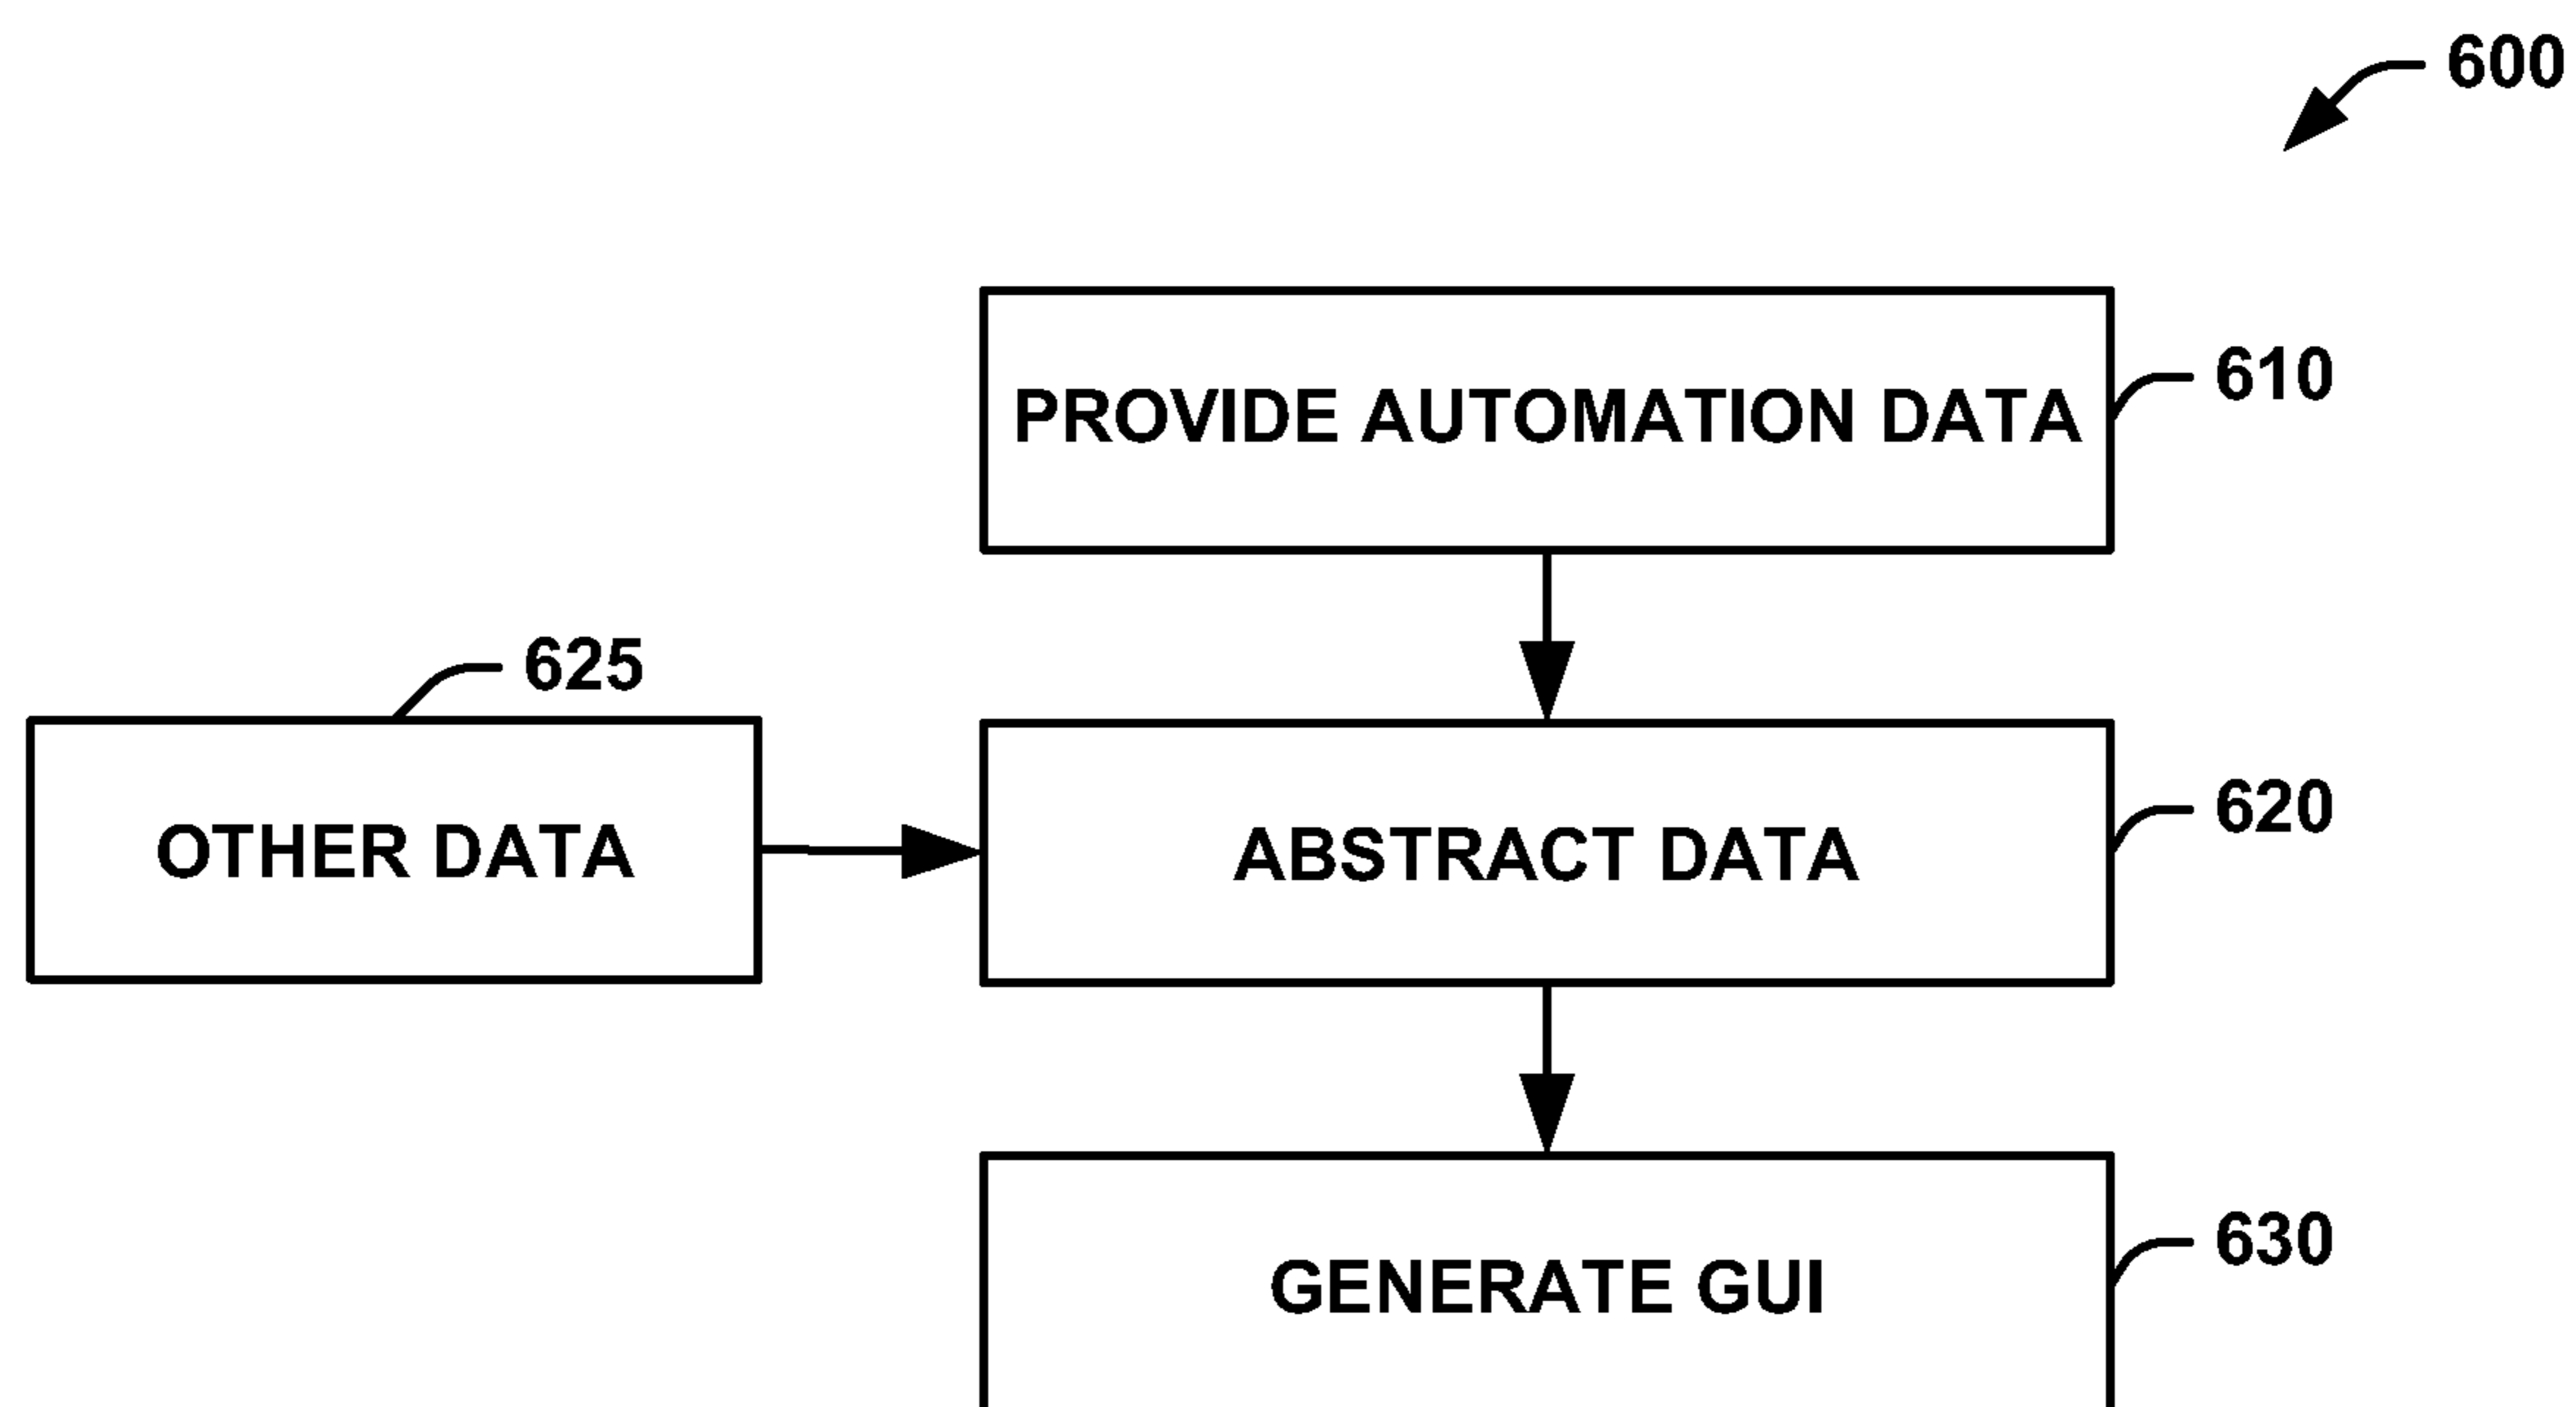 600
PROVIDE AUTOMATION DATA
610
625
OTHER DATA
ABSTRACT DATA
620
GENERATE GUI
630